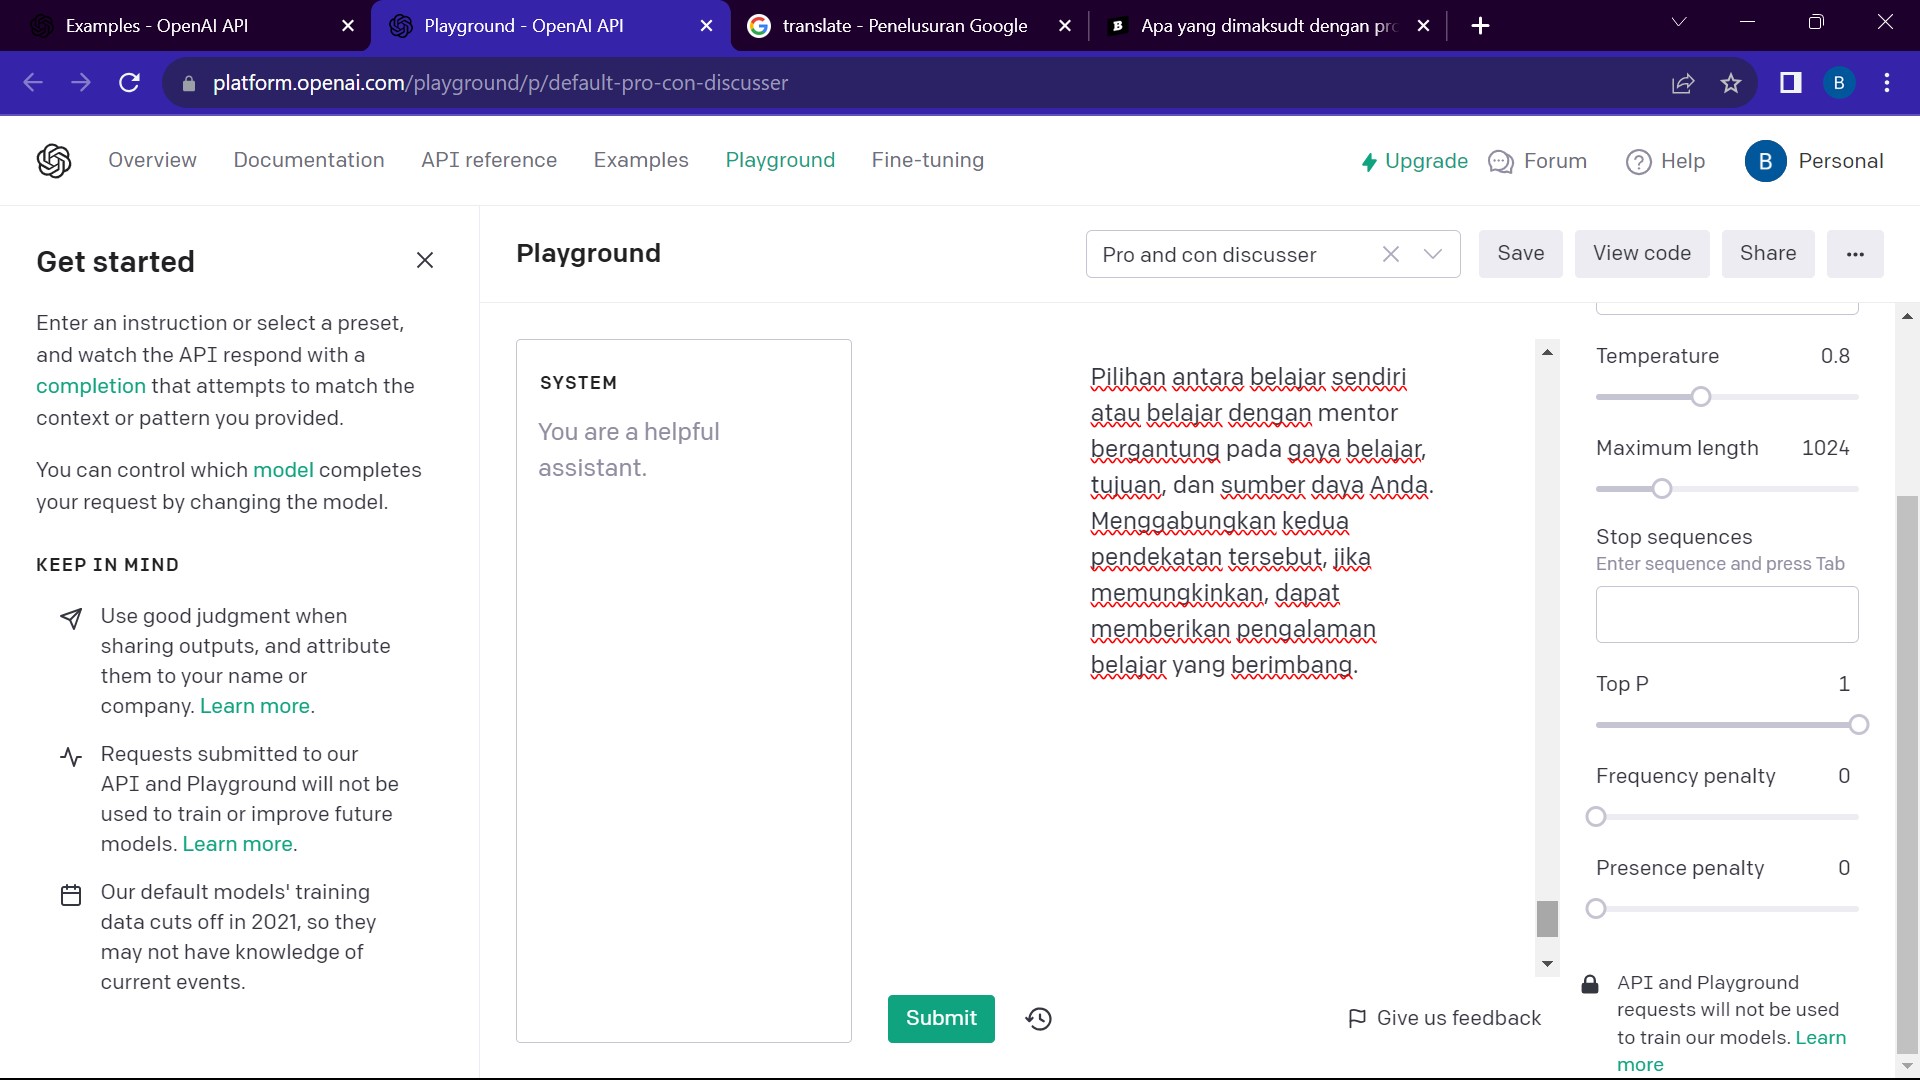 Examples - OpenAI API
Playground - OpenAI API
translate - Penelusuran Google
Apa yang dimaksudt dengan pro
platform.openai.com/playground/p/default-pro-con-discusser
B
Overview
Documentation
API reference
Examples
Playground
Fine-tuning
Upgrade
Forum
Help
B
Personal
Get started
Enter an instruction or select a preset,
and watch the API respond with a
completion that attempts to match the
context or pattern you provided.
You can control which model completes
your request by changing the model.
KEEP IN MIND
Use good judgment when
sharing outputs, and attribute
them to your name or
company. Learn more.
Requests submitted to our
API and Playground will not be
used to train or improve future
models. Learn more.
Our default models' training
data cuts off in 2021, so they
may not have knowledge of
current events.
Playground
Pro and con discusser
Save
View code
Share
SYSTEM
You are a helpful
assistant.
Pilihan antara belajar sendiri
atau belajar dengan mentor
bergantung pada gaya belajar,
tujuan, dan sumber daya Anda.
Menggabungkan kedua
pendekatan tersebut, jika
memungkinkan, dapat
memberikan pengalaman
belajar yang berimbang.
Submit
Give us feedback
Temperature 0.8
Maximum length 1024
Stop sequences
Enter sequence and press Tab
Top P 1
Frequency penalty 0
Presence penalty 0
API and Playground
requests will not be used
to train our models. Learn
more